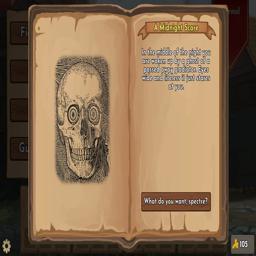 A Midnight Scare
In the middle of the night you
are woken up by a ghost of a
passed away gladiator. Eyes
wide and lifeless it just stares
at you.
What do you want, spectre?
105